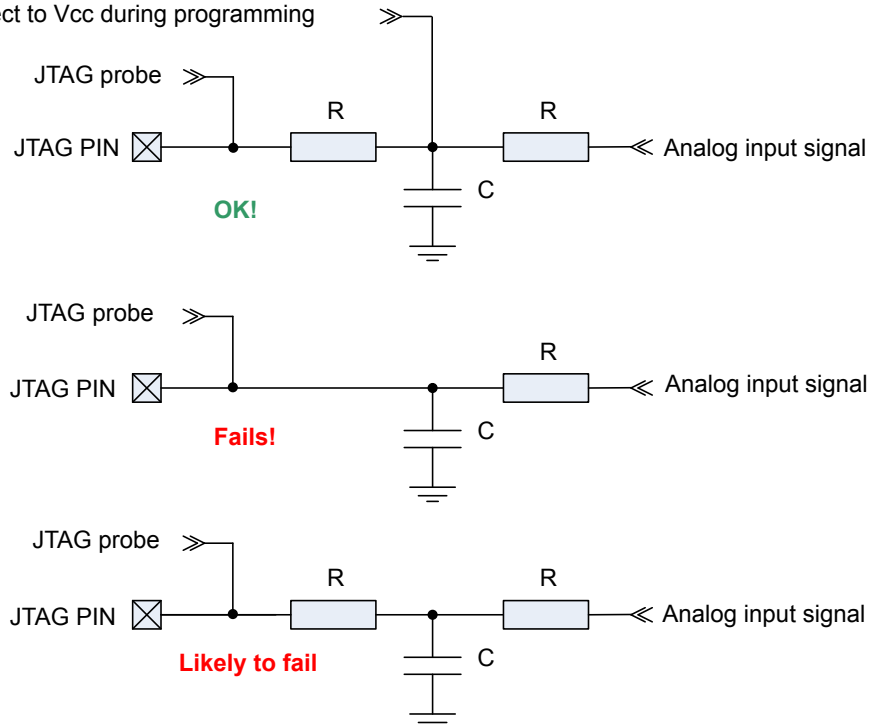 ect to Vcc during programming
JTAG probe
R
R
JTAG PIN
Analog input signal
C
OK!
JTAG probe
R
JTAG PIN
Analog input signal
C
Fails!
JTAG probe
R
R
JTAG PIN
Analog input signal
C
Likely to fail